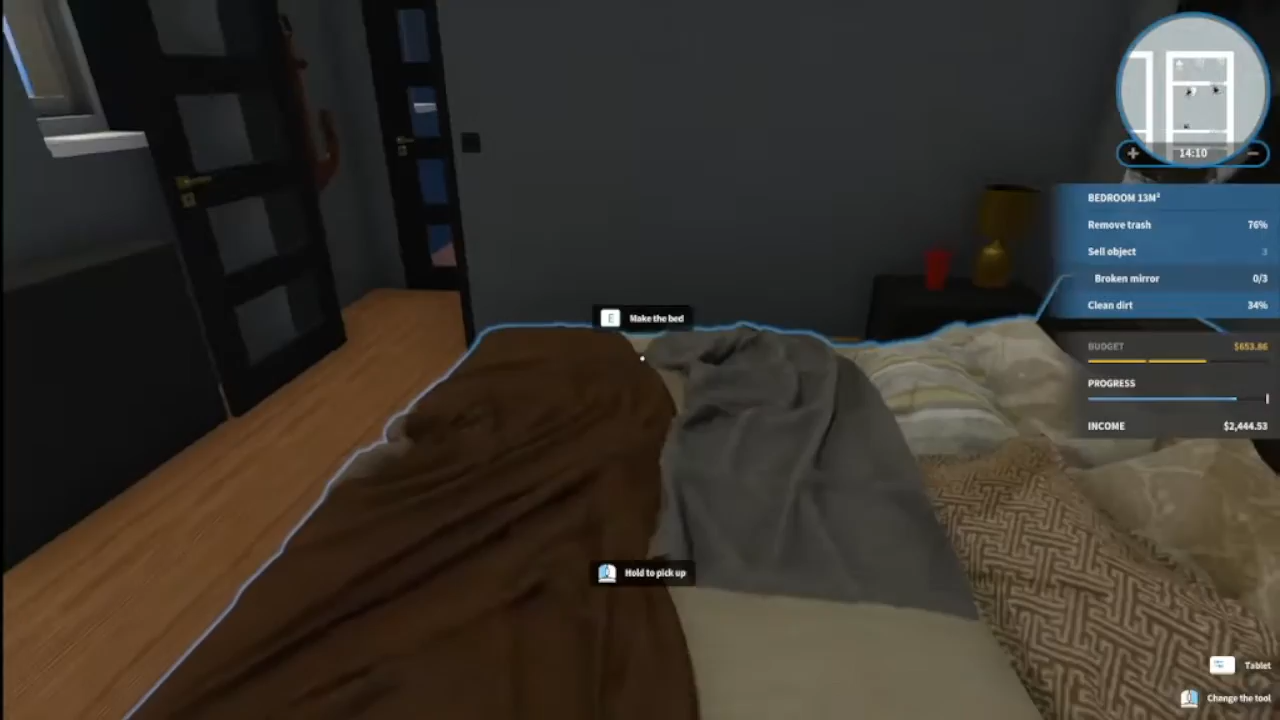 14:10
BEDROOM 13M²
Remove trash 76%
Sell object 3
Broken mirror 0/3
Clean dirt 34%
E Make the bed
BUDGET $653.86
PROGRESS
INCOME $2,444.53
Hold to pick up
Tablet
Change the tool